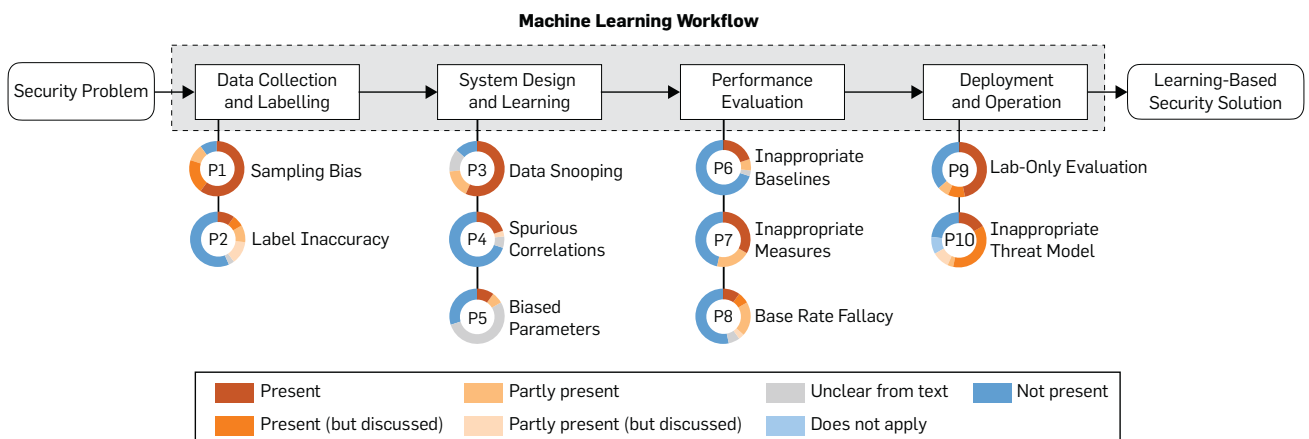 Machine Learning Workflow
Security Problem
Data Collection
and Labelling
System Design
and Learning
Performance
Evaluation
Deployment
and Operation
Learning-Based
Security Solution
P1
Sampling Bias
P2
Label Inaccuracy
P3
Data Snooping
P4
Spurious
Correlations
P5
Biased
Parameters
P6
Inappropriate
Baselines
P7
Inappropriate
Measures
P8
Base Rate Fallacy
P9
Lab-Only Evaluation
P10
Inappropriate
Threat Model
Present
Partly present
Unclear from text
Not present
Present (but discussed)
Partly present (but discussed)
Does not apply